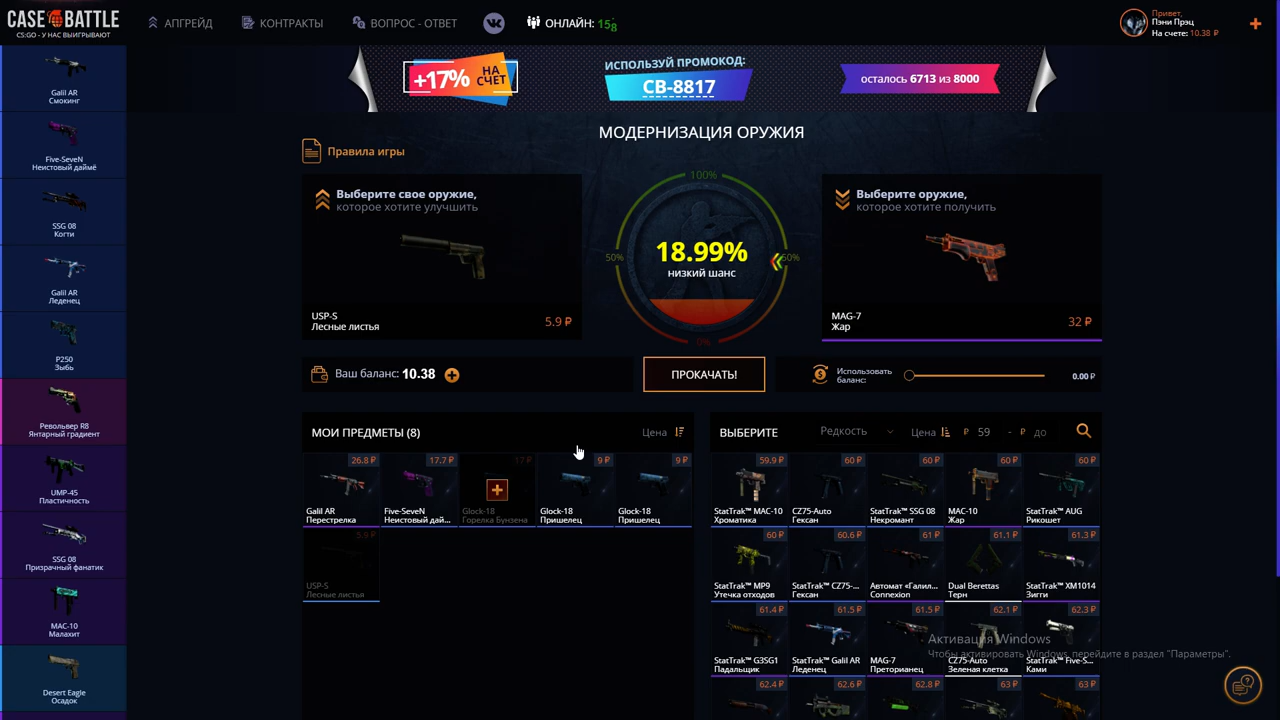 CASE BATTLE
CS:GO - У НАС ВЫИГРЫВАЮТ
АПГРЕЙД
КОНТРАКТЫ
ВОПРОС - ОТВЕТ
ОНЛАЙН:
Привет,
Пэни Прэц
На счете: 10.38 ₽
+17% НА СЧЕТ
ИСПОЛЬЗУЙ ПРОМОКОД:
CB-8817
осталось 6713 из 8000
Galil AR
Смокинг
Five-SeveN
Неистовый даймё
SSG 08
Когти
Galil AR
Леденец
P250
Зыбь
Револьвер R8
Янтарный градиент
UMP-45
Пластичность
SSG 08
Призрачный фанатик
MAC-10
Малахит
Desert Eagle
Осадок
МОДЕРНИЗАЦИЯ ОРУЖИЯ
Правила игры
Выберите свое оружие,
которое хотите улучшить
USP-S
Лесные листья
5.9 ₽
100%
50%
18.99%
низкий шанс
50%
0%
Выберите оружие,
которое хотите получить
MAG-7
Жар
32 ₽
Ваш баланс: 10.38
ПРОКАЧАТЬ!
Использовать
баланс:
0.00 ₽
МОИ ПРЕДМЕТЫ (8)
Цена
26.8 ₽
17.7 ₽
17 ₽
9 ₽
9 ₽
Galil AR
Перестрелка
Five-SeveN
Неистовый дай...
Glock-18
Горелка Бунзена
Glock-18
Пришелец
Glock-18
Пришелец
5.9 ₽
USP-S
Лесные листья
ВЫБЕРИТЕ
Редкость
Цена
₽ 59 - ₽ до
59.9 ₽
60 ₽
60 ₽
60 ₽
60 ₽
StatTrak™ MAC-10
Хроматика
CZ75-Auto
Гексан
StatTrak™ SSG 08
Некромант
MAC-10
Жар
StatTrak™ AUG
Рикошет
60 ₽
60.6 ₽
61 ₽
61.1 ₽
61.3 ₽
StatTrak™ MP9
Утечка отходов
StatTrak™ CZ75-...
Гексан
Автомат «Галил...
Connexion
Dual Berettas
Терн
StatTrak™ XM1014
Зигги
61.4 ₽
61.5 ₽
61.5 ₽
62.1 ₽
62.3 ₽
StatTrak™ G3SG1
Падальщик
StatTrak™ Galil AR
Леденец
MAG-7
Преторианец
CZ75-Auto
Зеленая клетка
StatTrak™ Five-S...
Ками
62.4 ₽
62.6 ₽
62.8 ₽
63 ₽
63 ₽
Активация Windows
Чтобы активировать Windows, перейдите в раздел "Параметры".